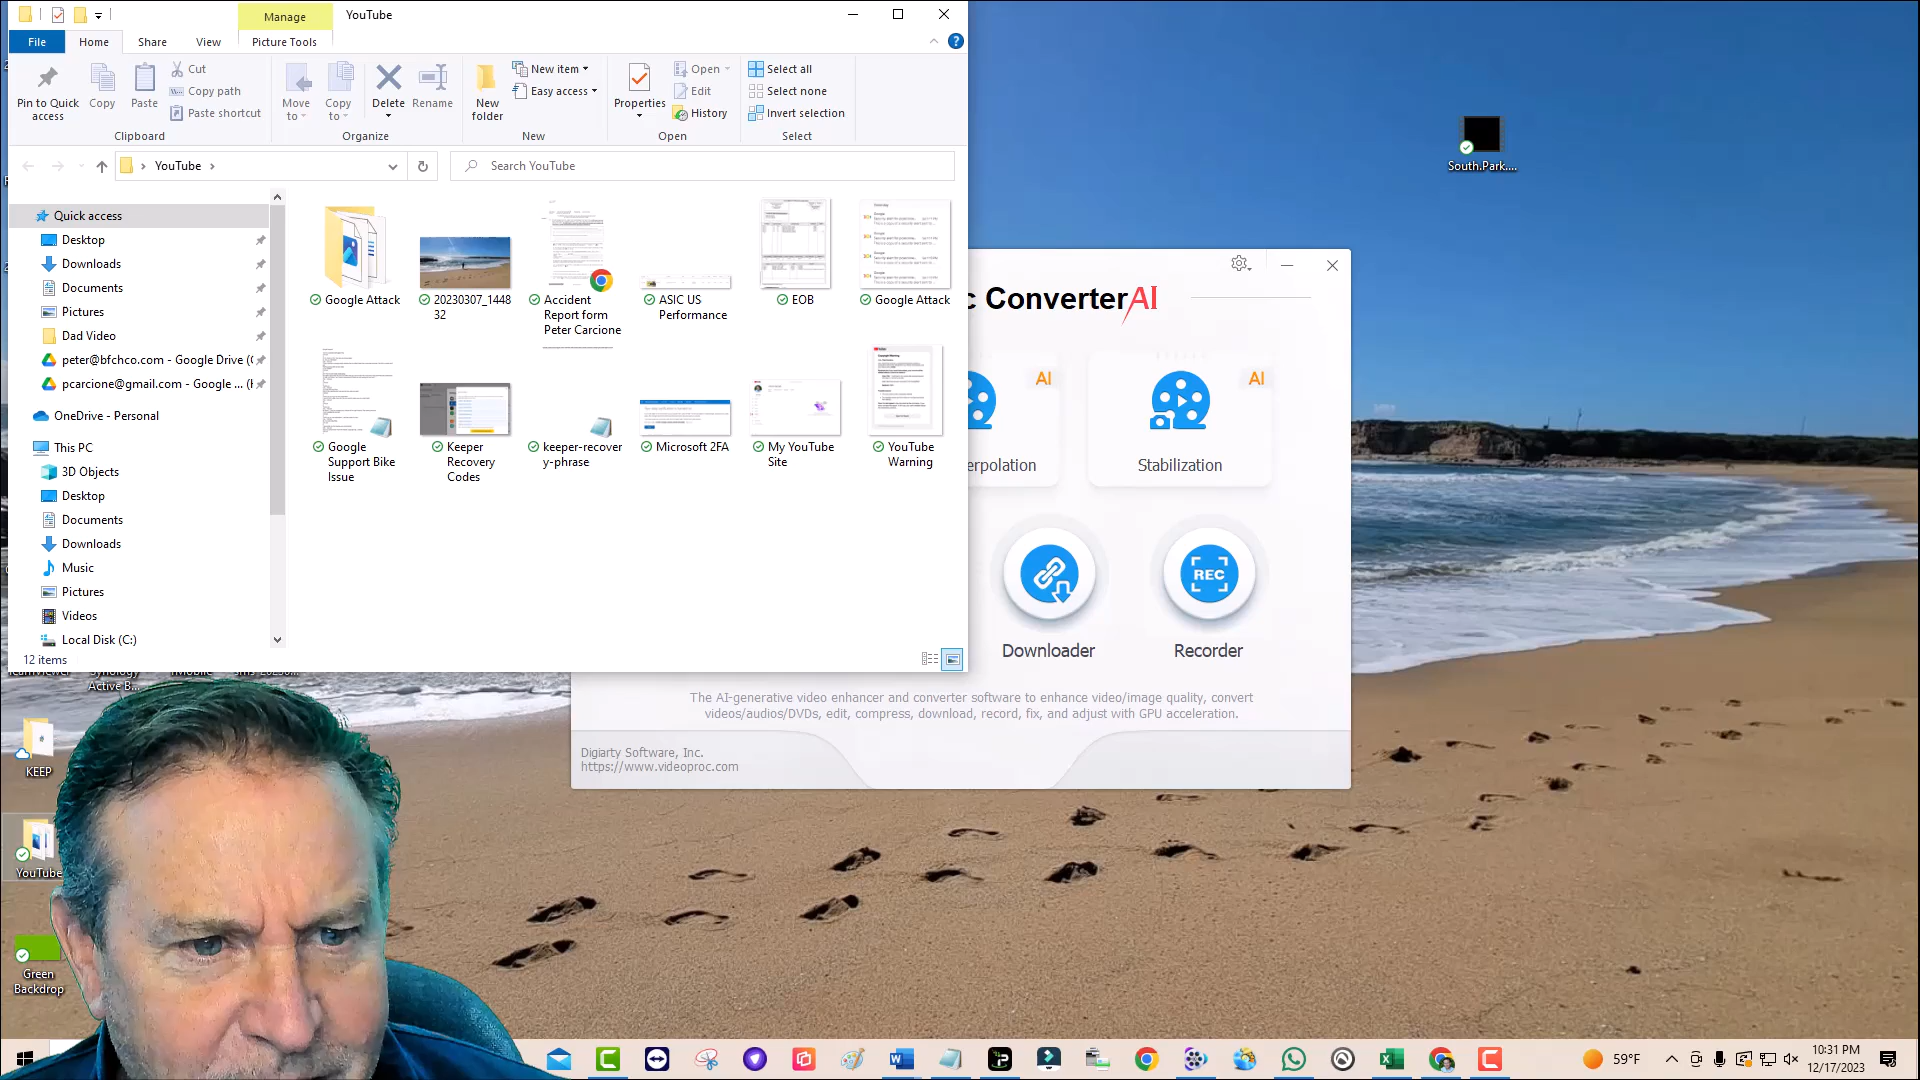 Manage
YouTube
File
Home
Share
View
Picture Tools
Pin to Quick
access
Copy
Paste
Cut
Copy path
Paste shortcut
Clipboard
Move
to
Copy
to
Delete
Rename
Organize
New
folder
New item
Easy access
New
Properties
Open
Edit
History
Open
Select all
Select none
Invert selection
Select
YouTube
Search YouTube
Quick access
Desktop
Downloads
Documents
Pictures
Dad Video
peter@bfchco.com - Google Drive (
pcarcione@gmail.com - Google ... (
OneDrive - Personal
This PC
3D Objects
Desktop
Documents
Downloads
Music
Pictures
Videos
Local Disk (C:)
12 items
Google Attack
20230307_1448
32
Accident
Report form
Peter Carcione
ASIC US
Performance
EOB
Google Attack
Google
Support Bike
Issue
Keeper
Recovery
Codes
keeper-recover
y-phrase
Microsoft 2FA
My YouTube
Site
YouTube
Warning
c ConverterAI
AI
AI
erpolation
Stabilization
REC
Downloader
Recorder
The AI-generative video enhancer and converter software to enhance video/image quality, convert
videos/audios/DVDs, edit, compress, download, record, fix, and adjust with GPU acceleration.
Digiarty Software, Inc.
https://www.videoproc.com
South.Park....
Synology
Active B...
KEEP
YouTube
Green
Backdrop
59°F
10:31 PM
12/17/2023